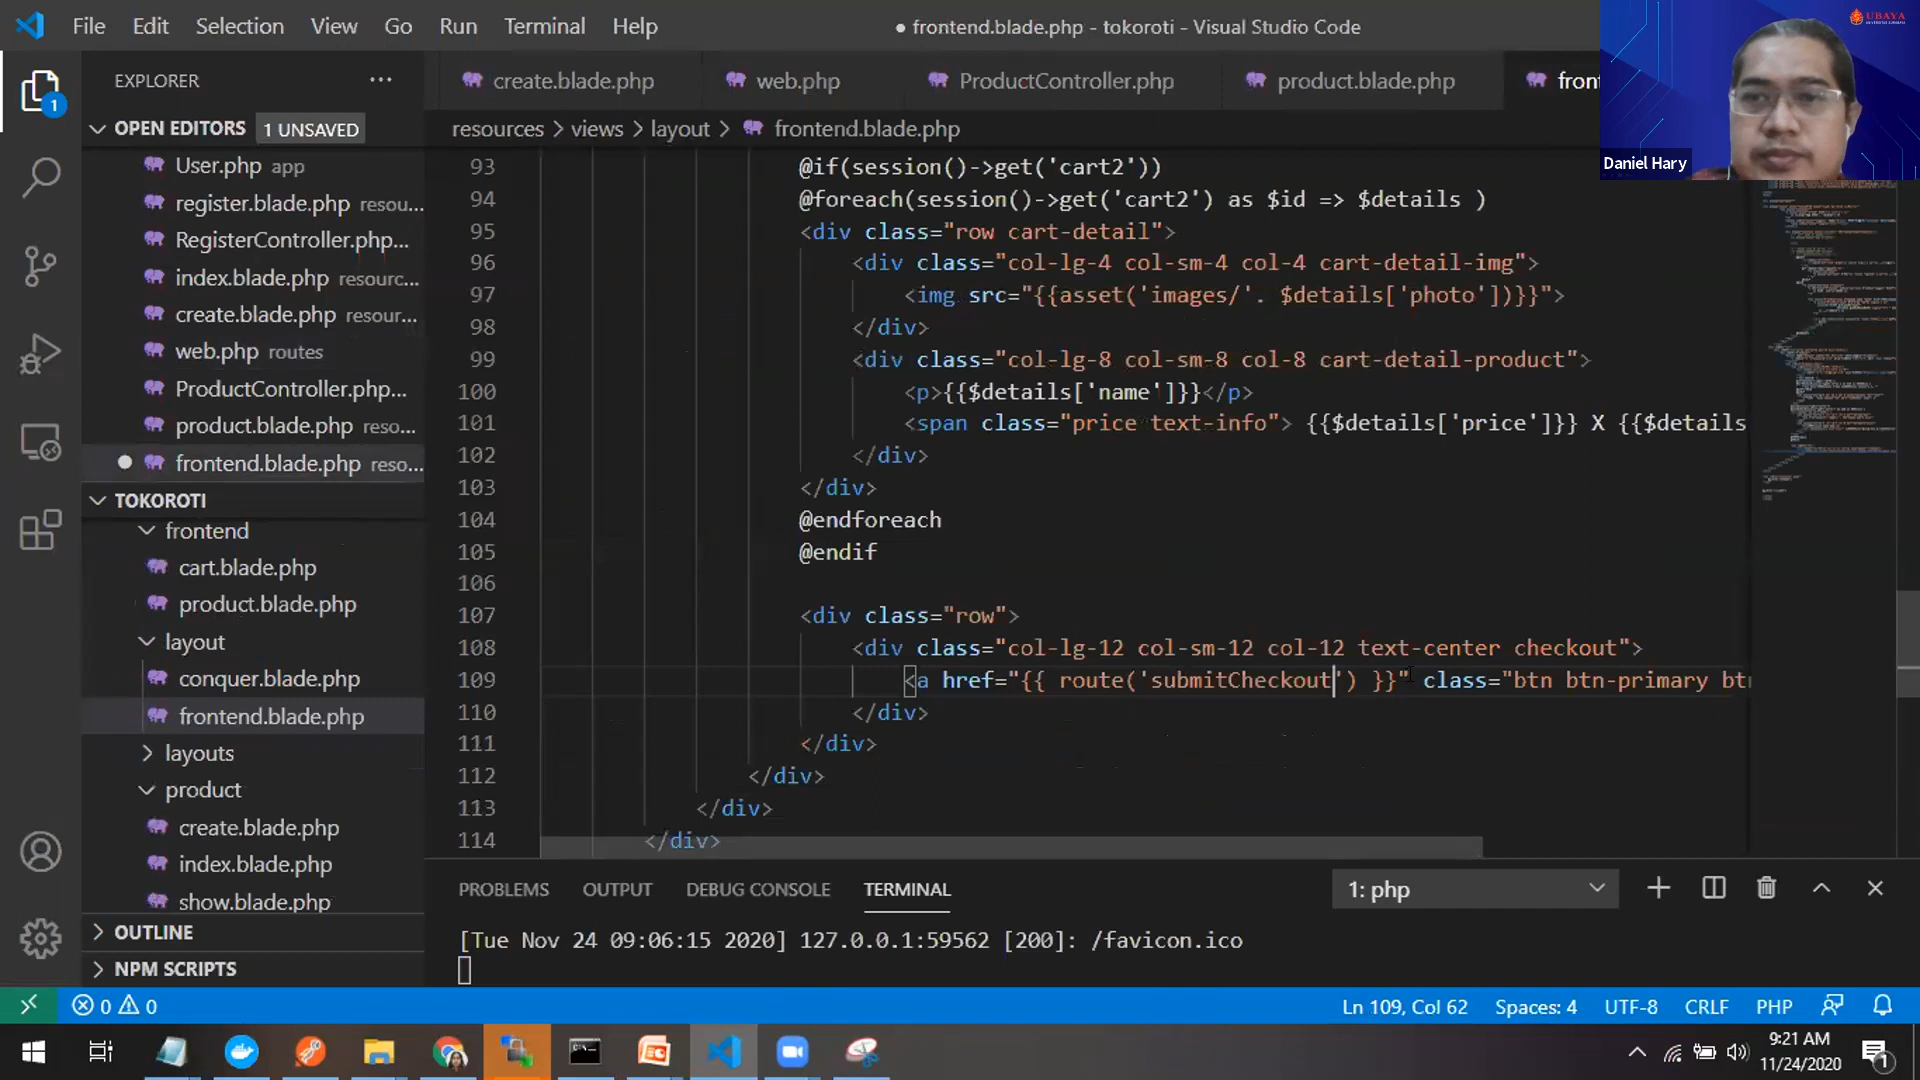 File Edit Selection View Go Run Terminal Help
● frontend.blade.php - tokoroti - Visual Studio Code
UBAYA
Daniel Hary
EXPLORER ···
create.blade.php web.php ProductController.php product.blade.php fron
resources > views > layout > frontend.blade.php
OPEN EDITORS 1 UNSAVED
User.php app
register.blade.php resou...
RegisterController.php...
index.blade.php resourc...
create.blade.php resour...
web.php routes
ProductController.php...
product.blade.php reso...
frontend.blade.php reso...
TOKOROTI
frontend
cart.blade.php
product.blade.php
layout
conquer.blade.php
frontend.blade.php
layouts
product
create.blade.php
index.blade.php
show.blade.php
OUTLINE
NPM SCRIPTS
93 @if(session()->get('cart2'))
94 @foreach(session()->get('cart2') as $id => $details )
95 <div class="row cart-detail">
96 <div class="col-lg-4 col-sm-4 col-4 cart-detail-img">
97 <img src="{{asset('images/'. $details['photo'])}}">
98 </div>
99 <div class="col-lg-8 col-sm-8 col-8 cart-detail-product">
100 <p>{{$details['name']}}</p>
101 <span class="price text-info"> {{$details['price']}} X {{$details
102 </div>
103 </div>
104 @endforeach
105 @endif
106
107 <div class="row">
108 <div class="col-lg-12 col-sm-12 col-12 text-center checkout">
109 <a href="{{ route('submitCheckout') }}" class="btn btn-primary btn
110 </div>
111 </div>
112 </div>
113 </div>
114 </div>
PROBLEMS OUTPUT DEBUG CONSOLE TERMINAL 1: php
[Tue Nov 24 09:06:15 2020] 127.0.0.1:59562 [200]: /favicon.ico
0 0 Ln 109, Col 62 Spaces: 4 UTF-8 CRLF PHP
9:21 AM
11/24/2020
1
1